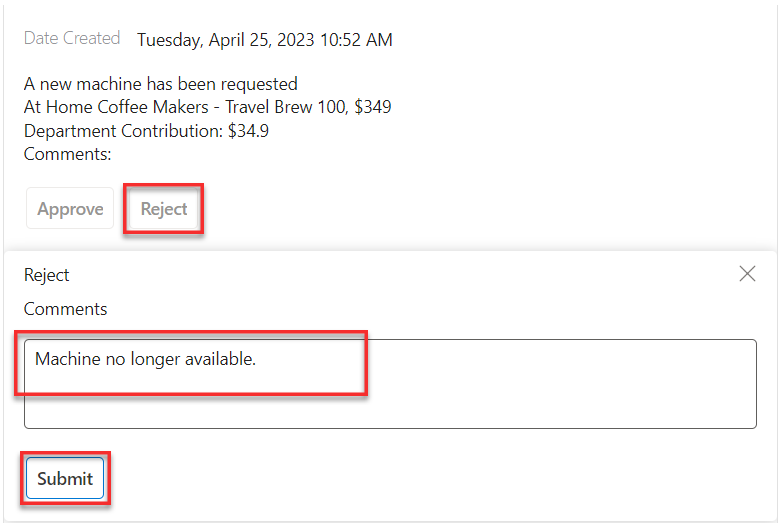 Date Created Tuesday, April 25, 2023 10:52 AM
A new machine has been requested
At Home Coffee Makers - Travel Brew 100, $349
Department Contribution: $34.9
Comments:
Approve Reject
Reject
Comments
Machine no longer available.
Submit